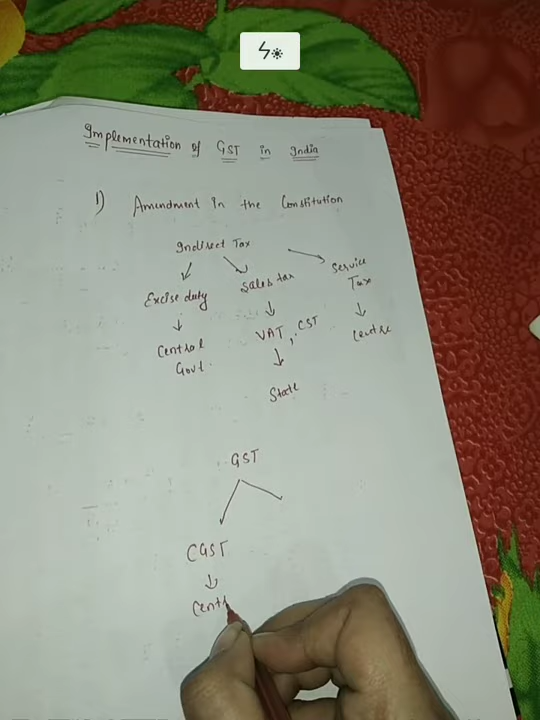 Implementation of GST in India
1) Amendment in the Constitution
Indirect Tax
Excise duty Sales tax Service Tax
Central Govt. VAT, CST Centre
State
GST
CGST
Cent